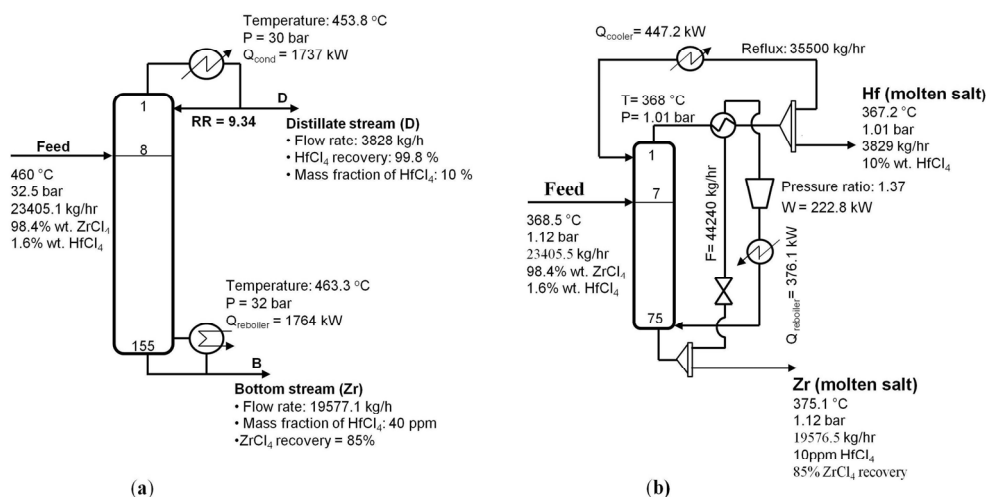 Temperature: 453.8 °C
P = 30 bar
Qcond = 1737 kW
1
D
RR = 9.34
Feed
8
460 °C
32.5 bar
23405.1 kg/hr
98.4% wt. ZrCl4
1.6% wt. HfCl4
Distillate stream (D)
- Flow rate: 3828 kg/h
• HfCl4 recovery: 99.8 %
• Mass fraction of HfCl4: 10 %
Temperature: 463.3 °C
P = 32 bar
Qreboiler = 1764 kW
155
B
Bottom stream (Zr)
• Flow rate: 19577.1 kg/h
• Mass fraction of HfCl4: 40 ppm
•ZrCl4 recovery = 85%
(a)
Qcooler= 447.2 kW
Reflux: 35500 kg/hr
T= 368 °C
P= 1.01 bar
1
Hf (molten salt)
367.2 °C
1.01 bar
3829 kg/hr
10% wt. HfCl4
Feed
7
368.5 °C
1.12 bar
23405.5 kg/hr
98.4% wt. ZrCl4
1.6% wt. HfCl4
F= 44240 kg/hr
Pressure ratio: 1.37
W = 222.8 kW
Qreboiler = 376.1 kW
75
Zr (molten salt)
375.1 °C
1.12 bar
19576.5 kg/hr
10ppm HfCl4
85% ZrCl4 recovery
(b)